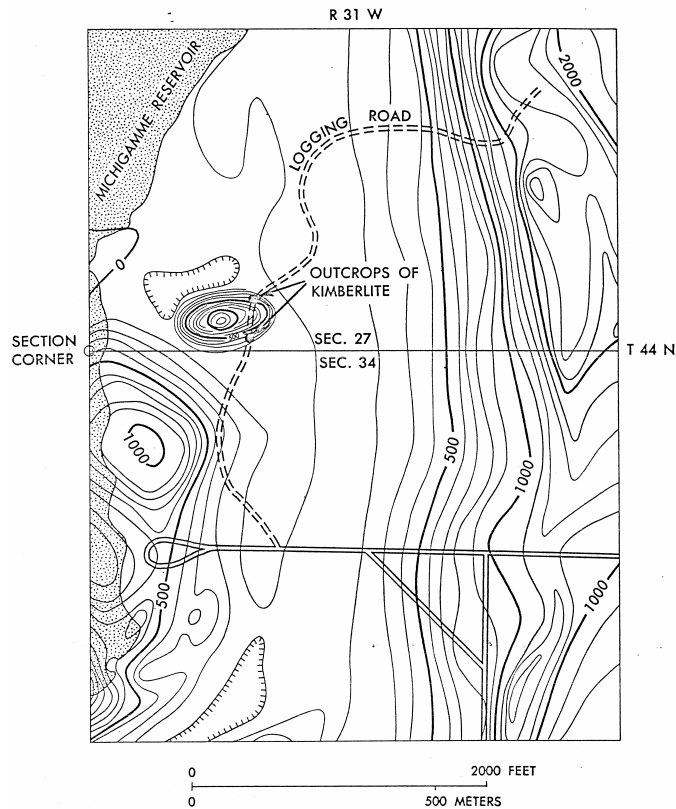 R 31 W
MICHIGAMME RESERVOIR
2000
LOGGING ROAD
0
OUTCROPS OF
KIMBERLITE
SECTION
CORNER
SEC. 27
SEC. 34
T 44 N
1000
500
1000
500
1000
0 2000 FEET
0 500 METERS